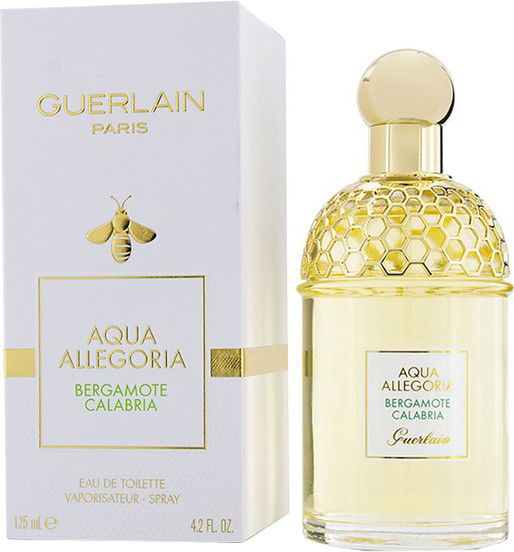 GUERLAIN
PARIS
AQUA
ALLEGORIA
BERGAMOTE
CALABRIA
EAU DE TOILETTE
VAPORISATEUR - SPRAY
125 mL ℮ 4.2 FL. OZ.
AQUA
ALLEGORIA
BERGAMOTE
CALABRIA
Guerlain